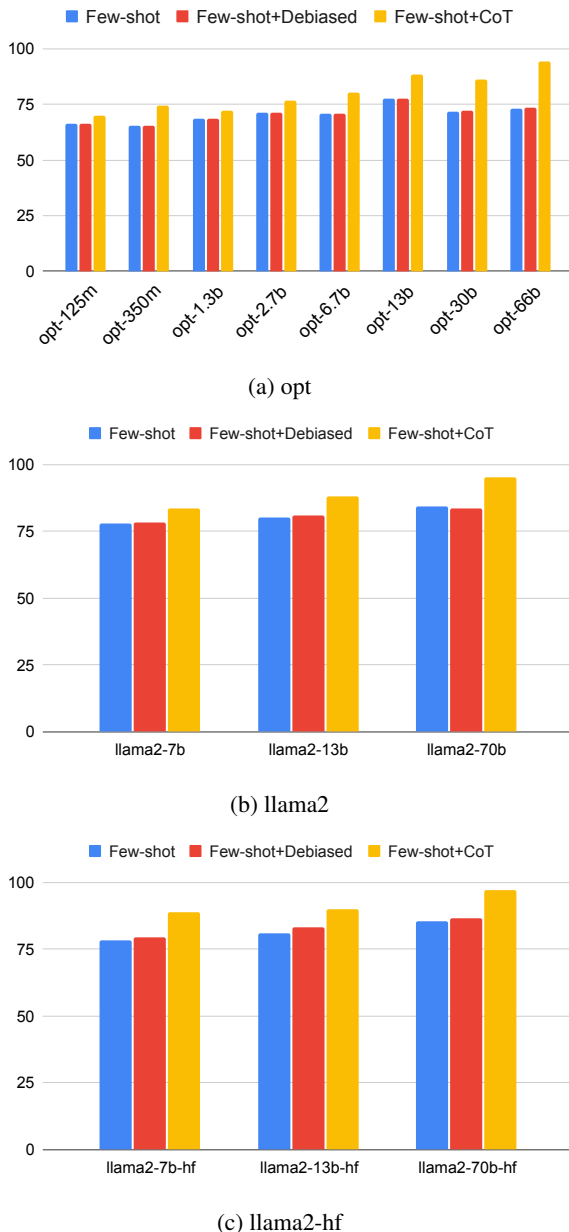 Few-shot Few-shot+Debiased Few-shot+CoT
100
75
50
25
0
opt-125m opt-350m opt-1.3b opt-2.7b opt-6.7b opt-13b opt-30b opt-66b
(a) opt
Few-shot Few-shot+Debiased Few-shot+CoT
100
75
50
25
0
llama2-7b llama2-13b llama2-70b
(b) llama2
Few-shot Few-shot+Debiased Few-shot+CoT
100
75
50
25
0
llama2-7b-hf llama2-13b-hf llama2-70b-hf
(c) llama2-hf